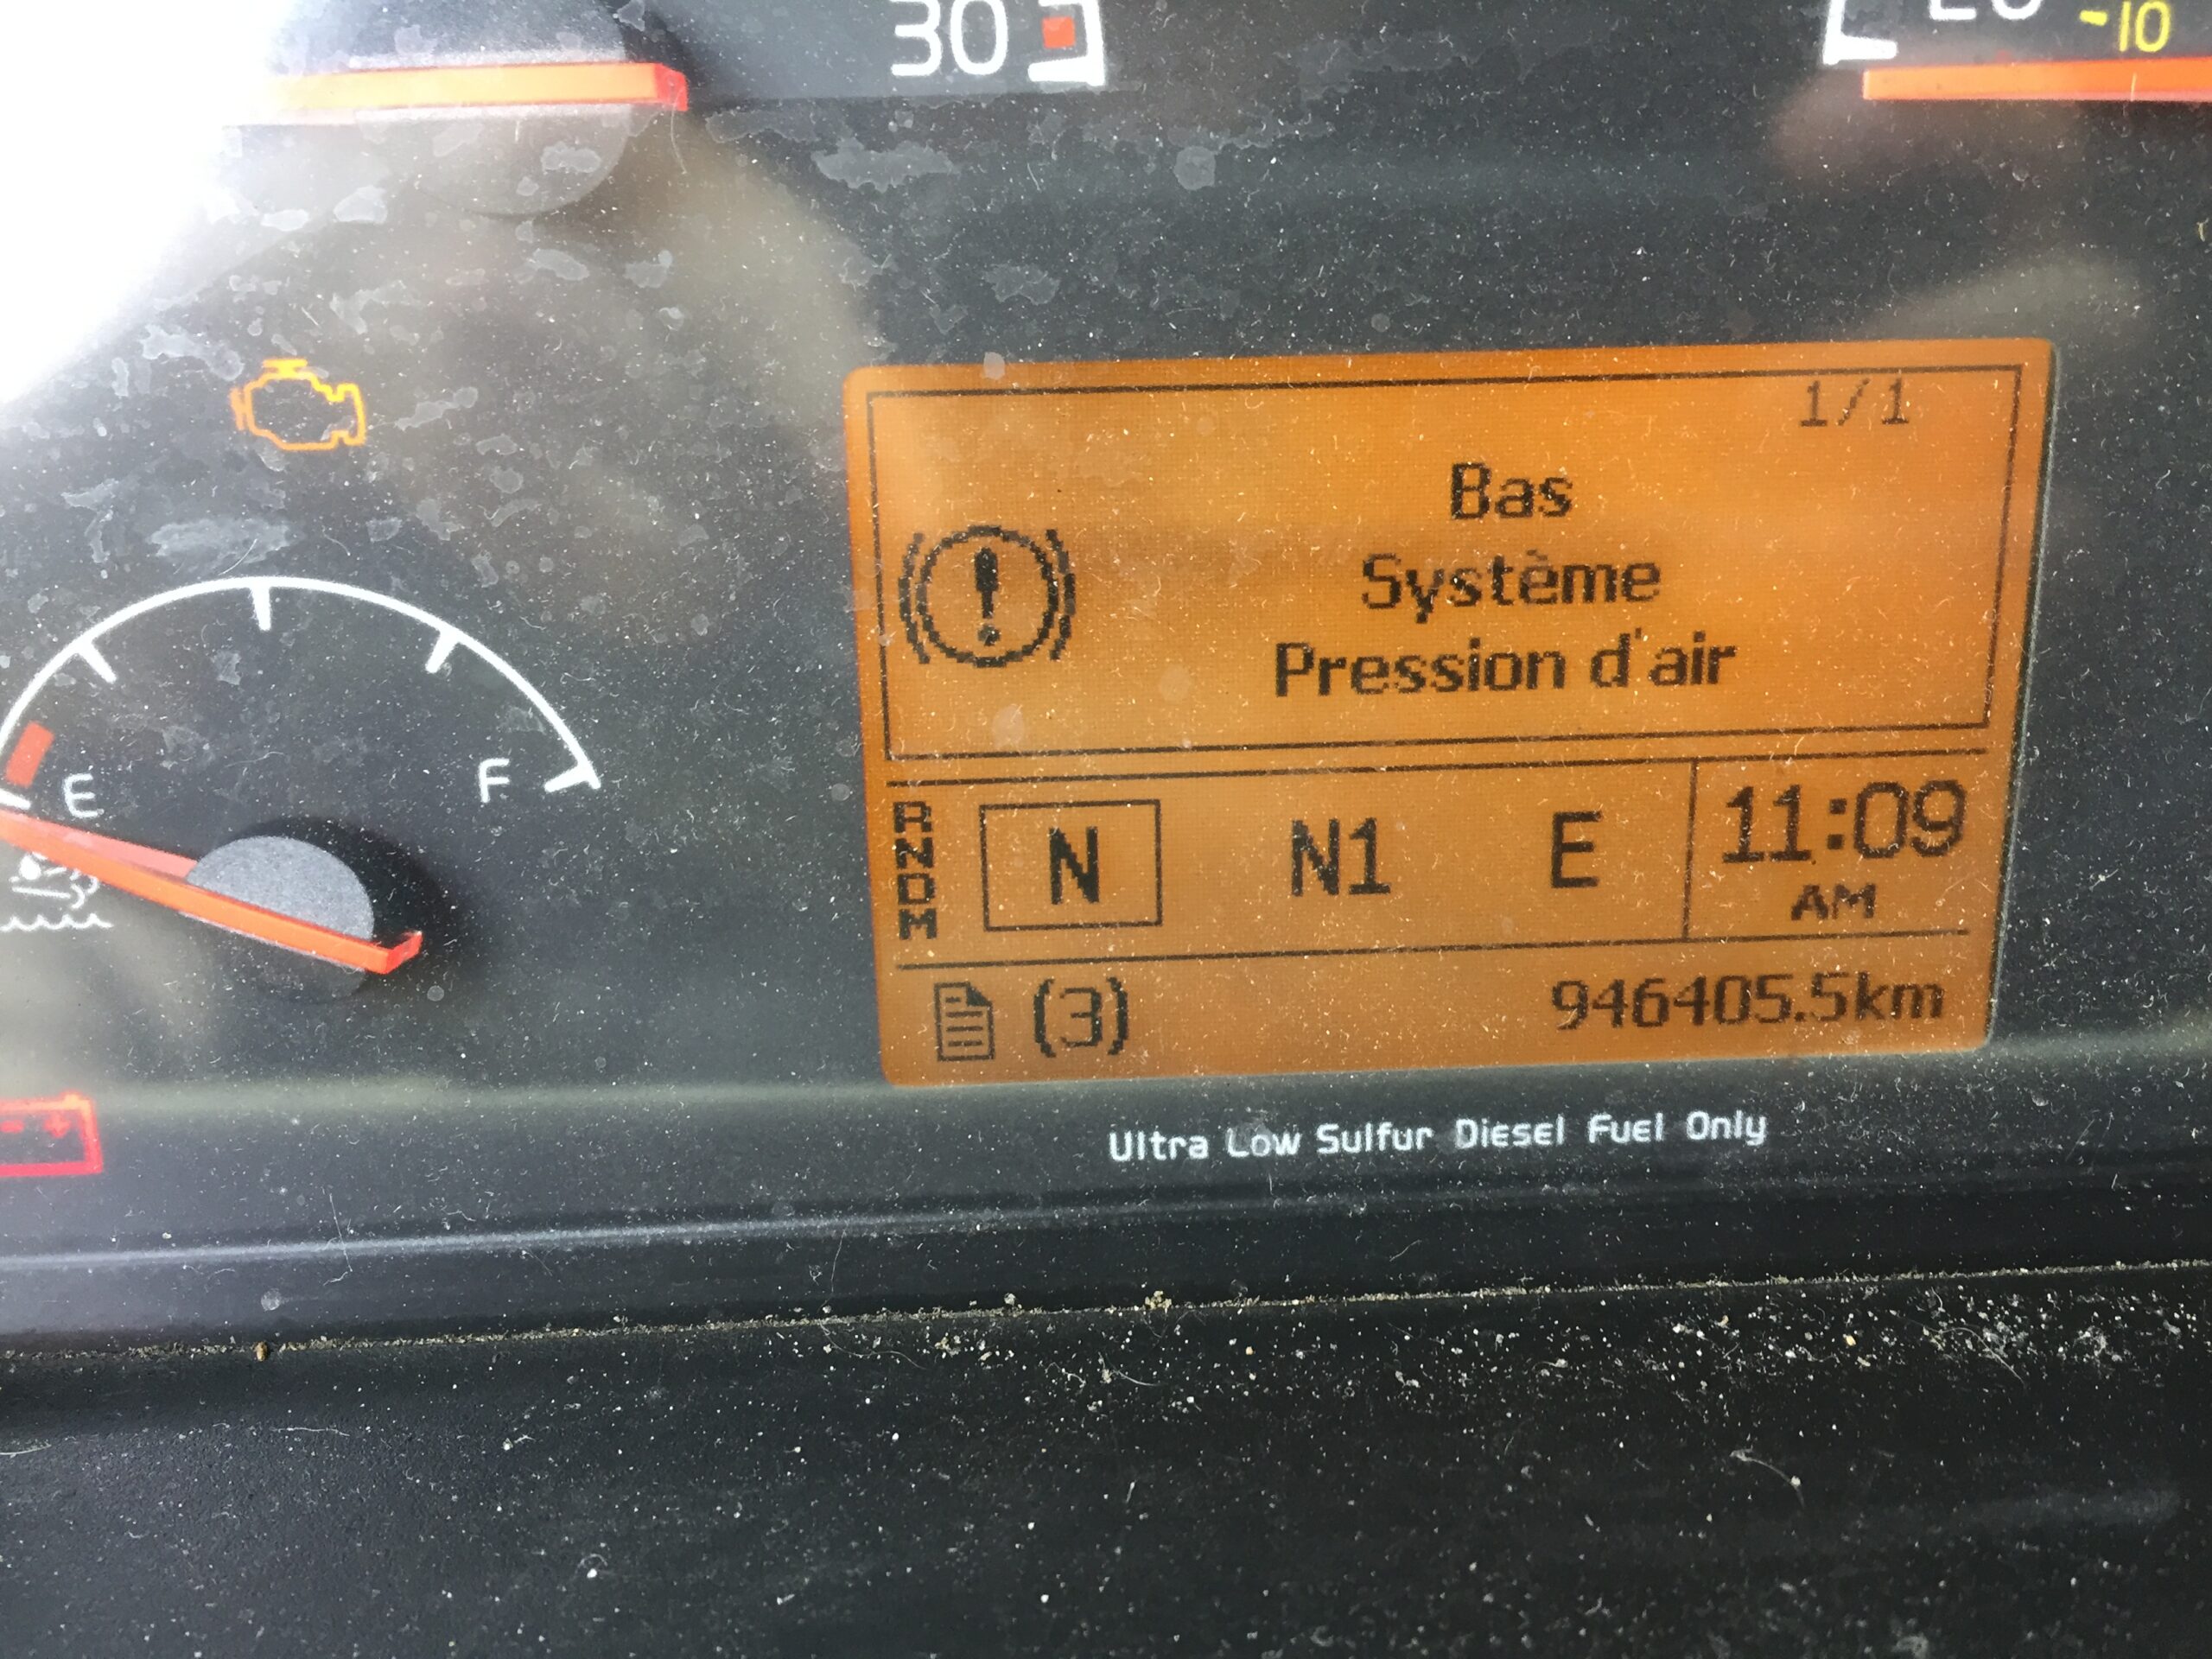 30
-10
1/1
Bas
Système
Pression d'air
E
F
RNDM
N N1 E 11:09
AM
(3) 946405.5km
Ultra Low Sulfur Diesel Fuel Only